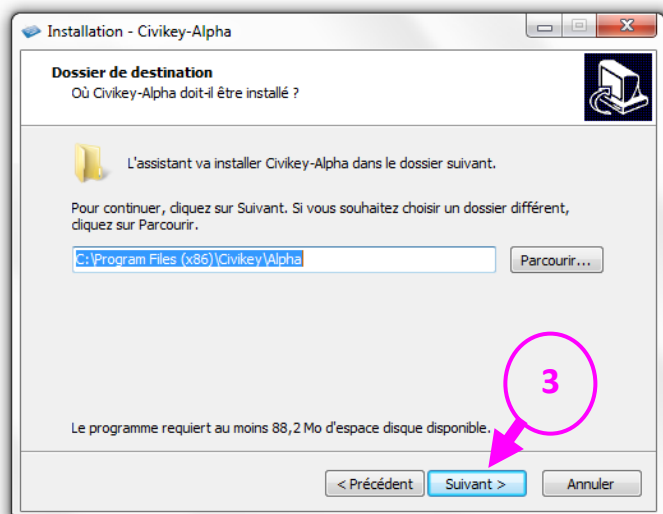 Installation - Civikey-Alpha
Dossier de destination
Où Civikey-Alpha doit-il être installé ?
L'assistant va installer Civikey-Alpha dans le dossier suivant.
Pour continuer, cliquez sur Suivant. Si vous souhaitez choisir un dossier différent,
cliquez sur Parcourir.
C:\Program Files (x86)\Civikey\Alpha
Parcourir...
3
Le programme requiert au moins 88,2 Mo d'espace disque disponible.
< Précédent
Suivant >
Annuler